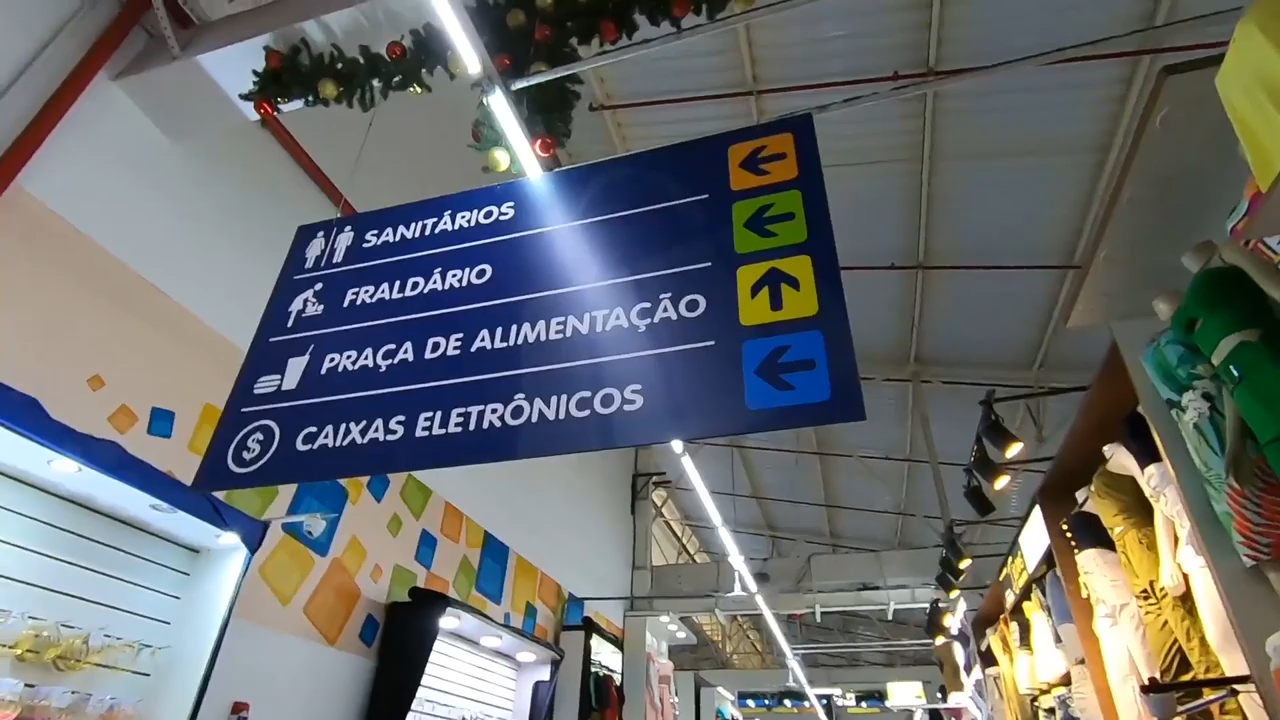 SANITÁRIOS
FRALDÁRIO
PRAÇA DE ALIMENTAÇÃO
$ CAIXAS ELETRÔNICOS